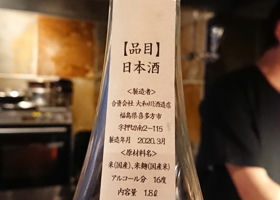 【品目】
日本酒
<製造者>
合資会社 大和川酒造店
福島県喜多方市
字押切南2-115
製造年月 2020.3月
<原材料名>
米(国産)、米麹(国産米)
アルコール分 16度
内容量 1.8ℓ